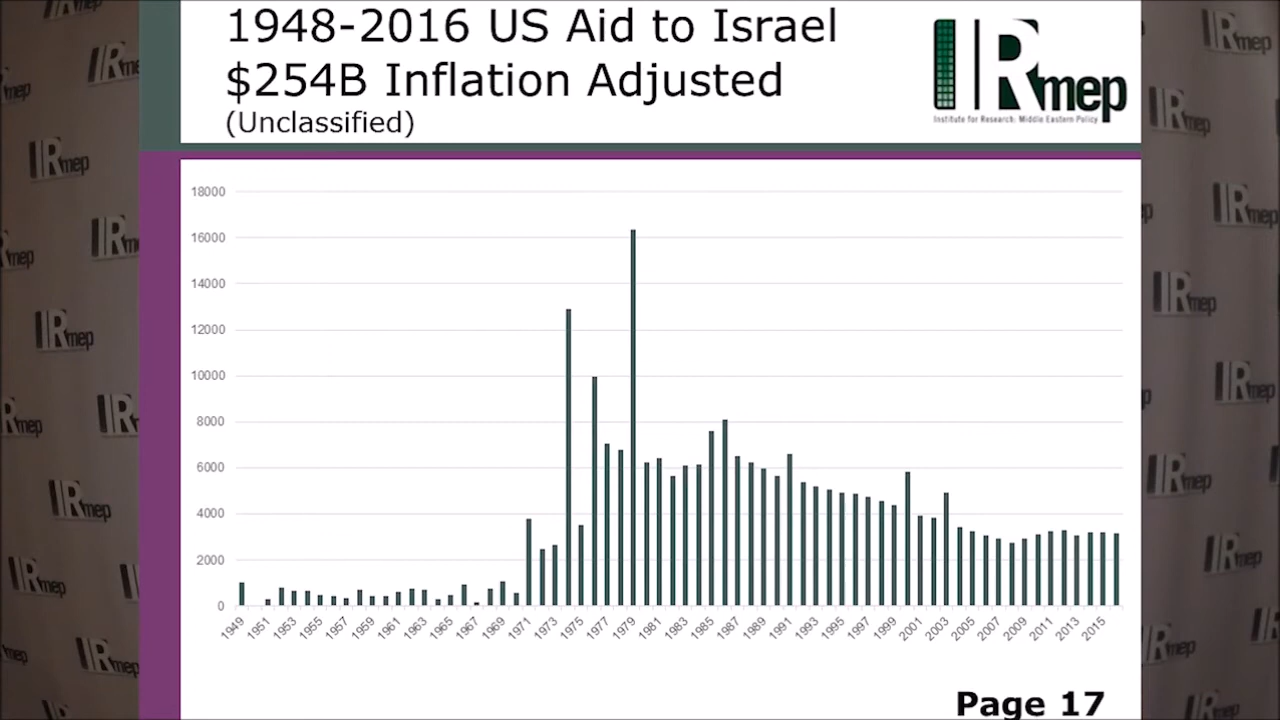 1948-2016 US Aid to Israel
$254B Inflation Adjusted
(Unclassified)
IRmep
Institute for Research: Middle Eastern Policy
18000
16000
14000
12000
10000
8000
6000
4000
2000
0
1949 1951 1953 1955 1957 1959 1961 1963 1965 1967 1969 1971 1973 1975 1977 1979 1981 1983 1985 1987 1989 1991 1993 1995 1997 1999 2001 2003 2005 2007 2009 2011 2013 2015
Page 17